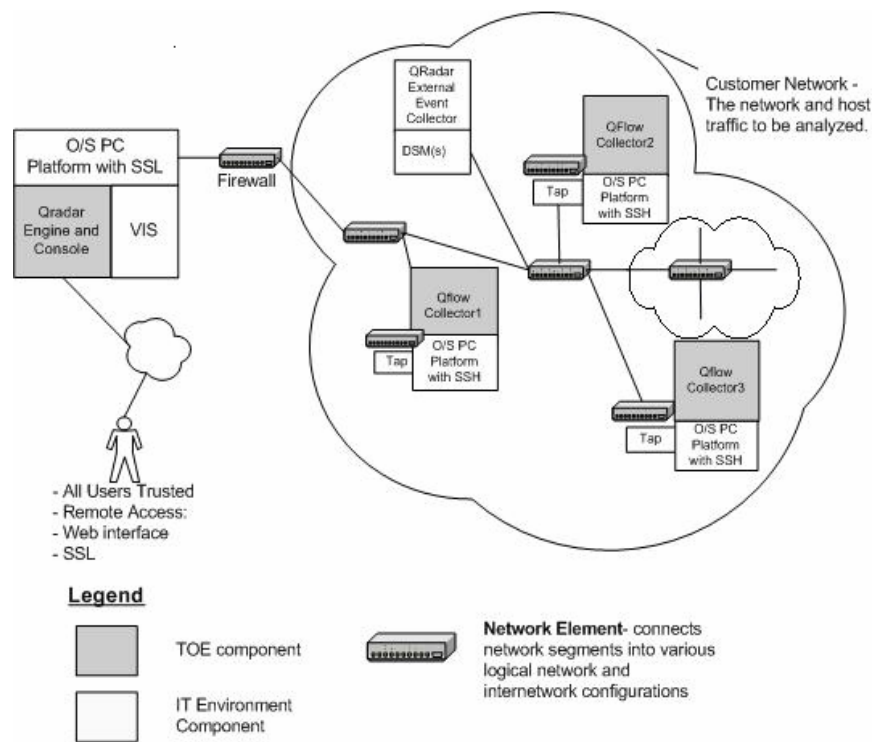 QRadar
External
Event
Collector
DSM(s)
Customer Network -
The network and host
traffic to be analyzed.
QFlow
Collector2
Tap
O/S PC
Platform
with SSH
O/S PC
Platform with SSL
Firewall
Qradar
Engine and
Console
VIS
Qflow
Collector1
Tap
O/S PC
Platform
with SSH
Qflow
Collector3
Tap
O/S PC
Platform
with SSH
- All Users Trusted
- Remote Access:
- Web interface
- SSL
Legend
TOE component
IT Environment
Component
Network Element- connects
network segments into various
logical network and
internetwork configurations